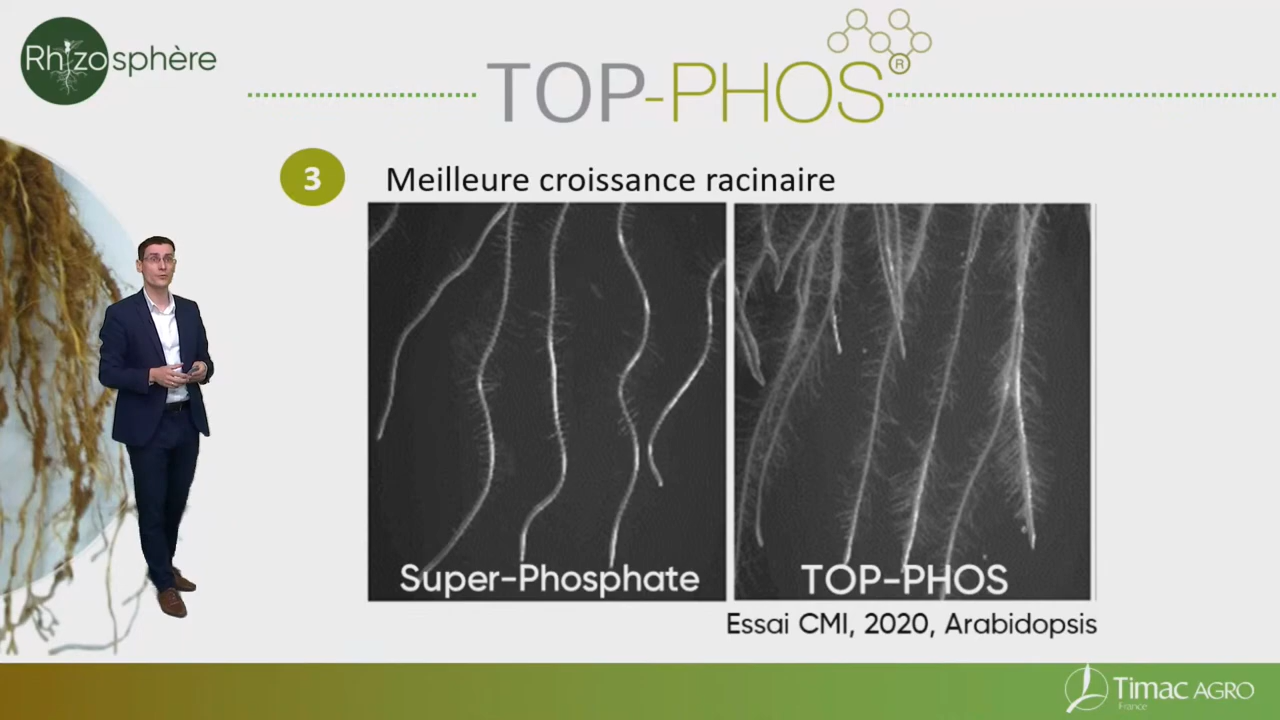 Rhizosphère
TOP-PHOS®
3
Meilleure croissance racinaire
Super-Phosphate
TOP-PHOS
Essai CMI, 2020, Arabidopsis
Timac AGRO
France